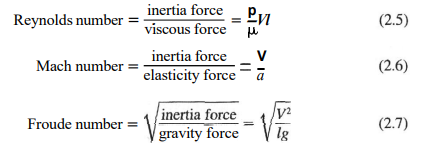 Reynolds number = inertia force / viscous force = p/μ Vl (2.5)
Mach number = inertia force / elasticity force = V/a (2.6)
Froude number = √(inertia force / gravity force) = √(V²/lg) (2.7)